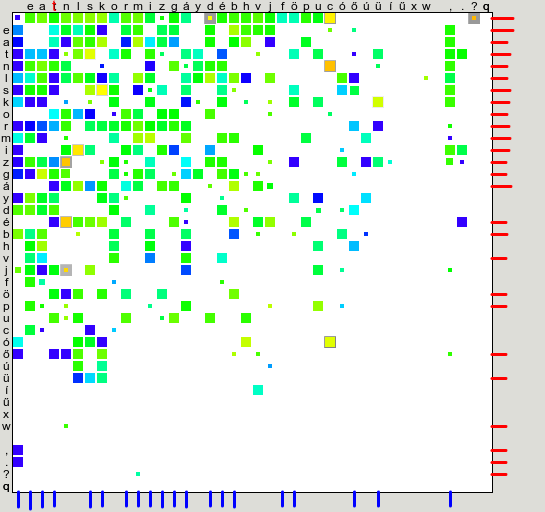 e a t n l s k o r m i z g á y d é b h v j f ö p u c ó ő ú ü í ű x w , . ? q
e
a
t
n
l
s
k
o
r
m
i
z
g
á
y
d
é
b
h
v
j
f
ö
p
u
c
ó
ő
ú
ü
í
ű
x
w
,
.
?
q